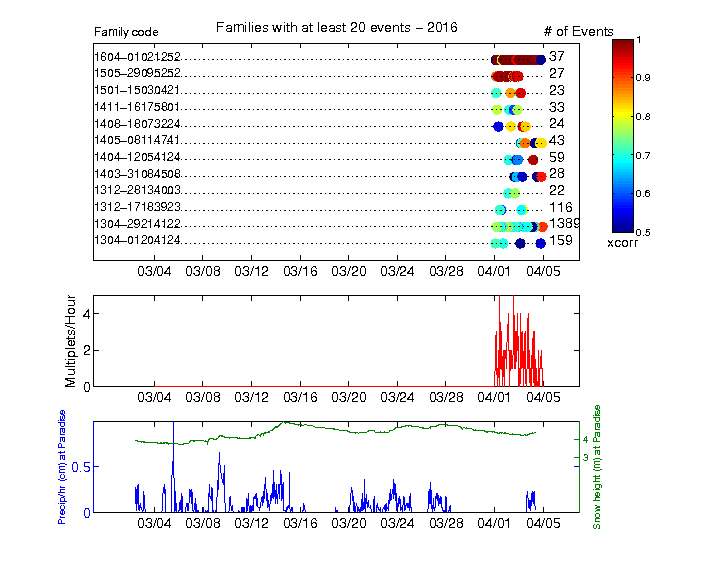 Family code
Families with at least 20 events − 2016
# of Events
1604−01021252 37
1505−29095252 27
1501−15030421 23
1411−16175801 33
1408−18073224 24
1405−08114741 43
1404−12054124 59
1403−31084508 28
1312−28134003 22
1312−17183923 116
1304−29214122 1389
1304−01204124 159
03/04 03/08 03/12 03/16 03/20 03/24 03/28 04/01 04/05
1
0.9
0.8
0.7
0.6
0.5
xcorr
Multiplets/Hour
4
2
0
03/04 03/08 03/12 03/16 03/20 03/24 03/28 04/01 04/05
Precip/hr (cm) at Paradise
0.5
0
4
3
Snow height (m) at Paradise
03/04 03/08 03/12 03/16 03/20 03/24 03/28 04/01 04/05